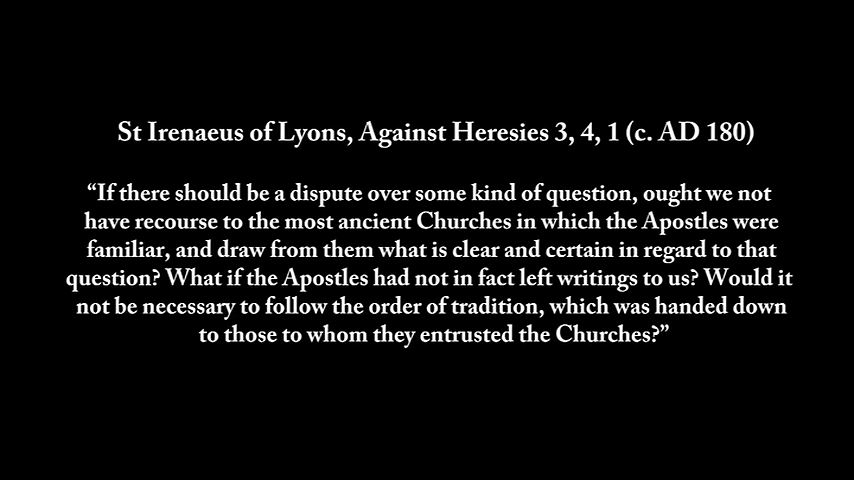 St Irenaeus of Lyons, Against Heresies 3, 4, 1 (c. AD 180)
“If there should be a dispute over some kind of question, ought we not
have recourse to the most ancient Churches in which the Apostles were
familiar, and draw from them what is clear and certain in regard to that
question? What if the Apostles had not in fact left writings to us? Would it
not be necessary to follow the order of tradition, which was handed down
to those to whom they entrusted the Churches?”